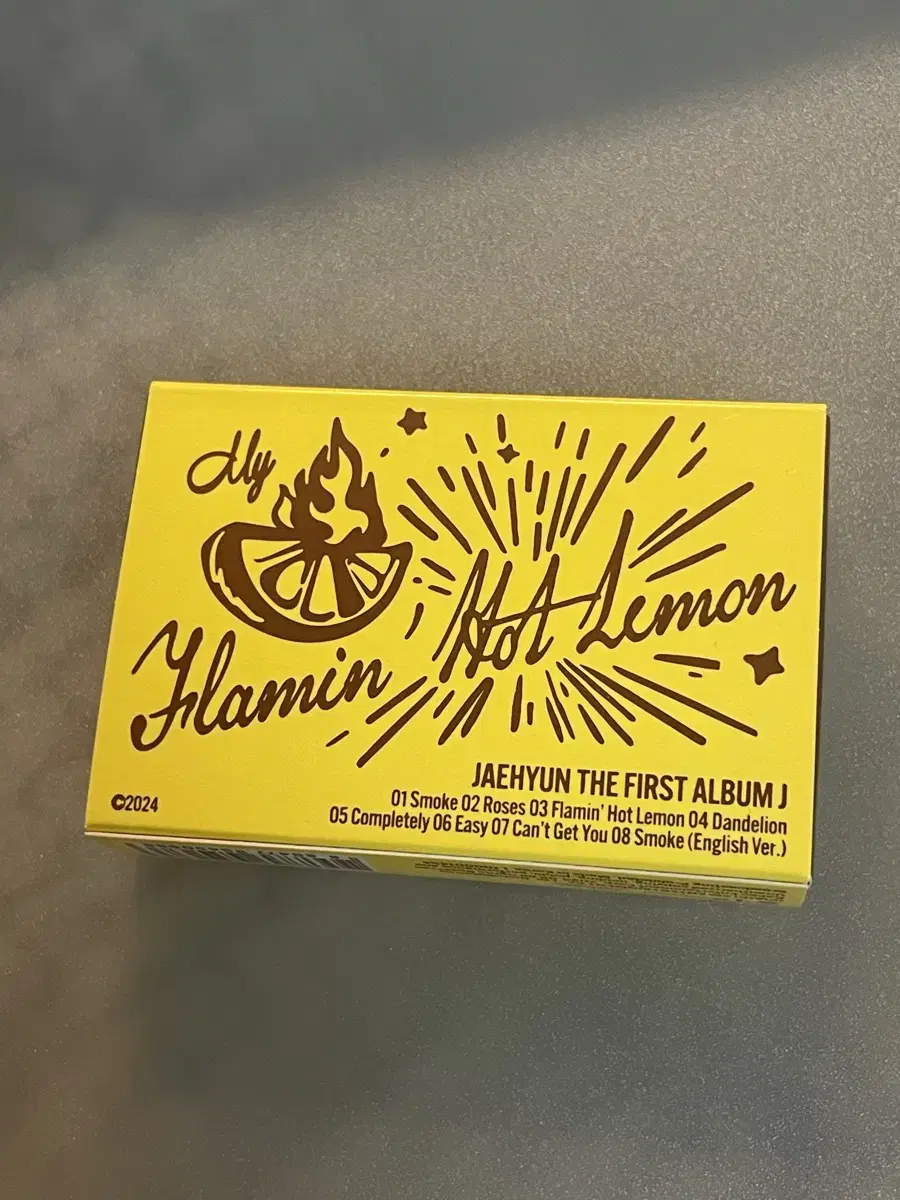 My
Flamin Hot Lemon
JAEHYUN THE FIRST ALBUM J
©2024
01 Smoke 02 Roses 03 Flamin' Hot Lemon 04 Dandelion
05 Completely 06 Easy 07 Can't Get You 08 Smoke (English Ver.)